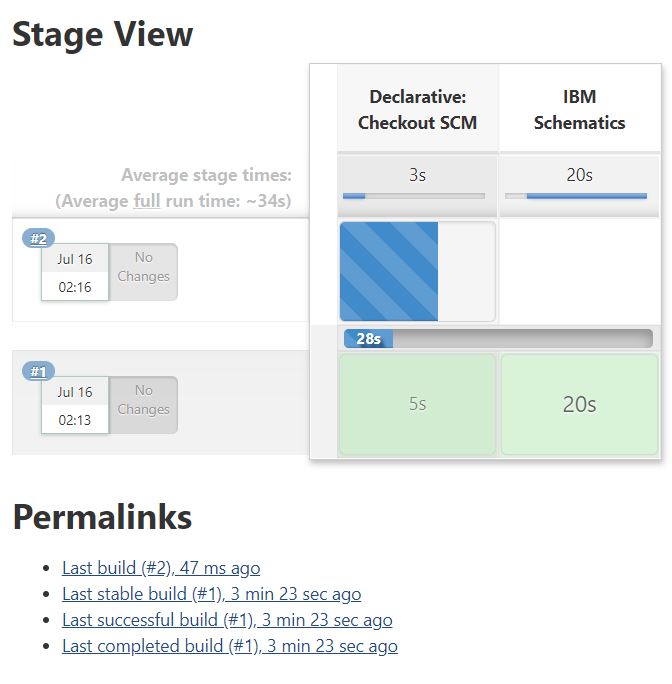 Stage View
Declarative:
Checkout SCM
IBM
Schematics
Average stage times:
(Average full run time: ~34s)
3s
20s
#2
Jul 16
02:16
No
Changes
28s
#1
Jul 16
02:13
No
Changes
5s
20s
Permalinks
Last build (#2), 47 ms ago
Last stable build (#1), 3 min 23 sec ago
Last successful build (#1), 3 min 23 sec ago
Last completed build (#1), 3 min 23 sec ago